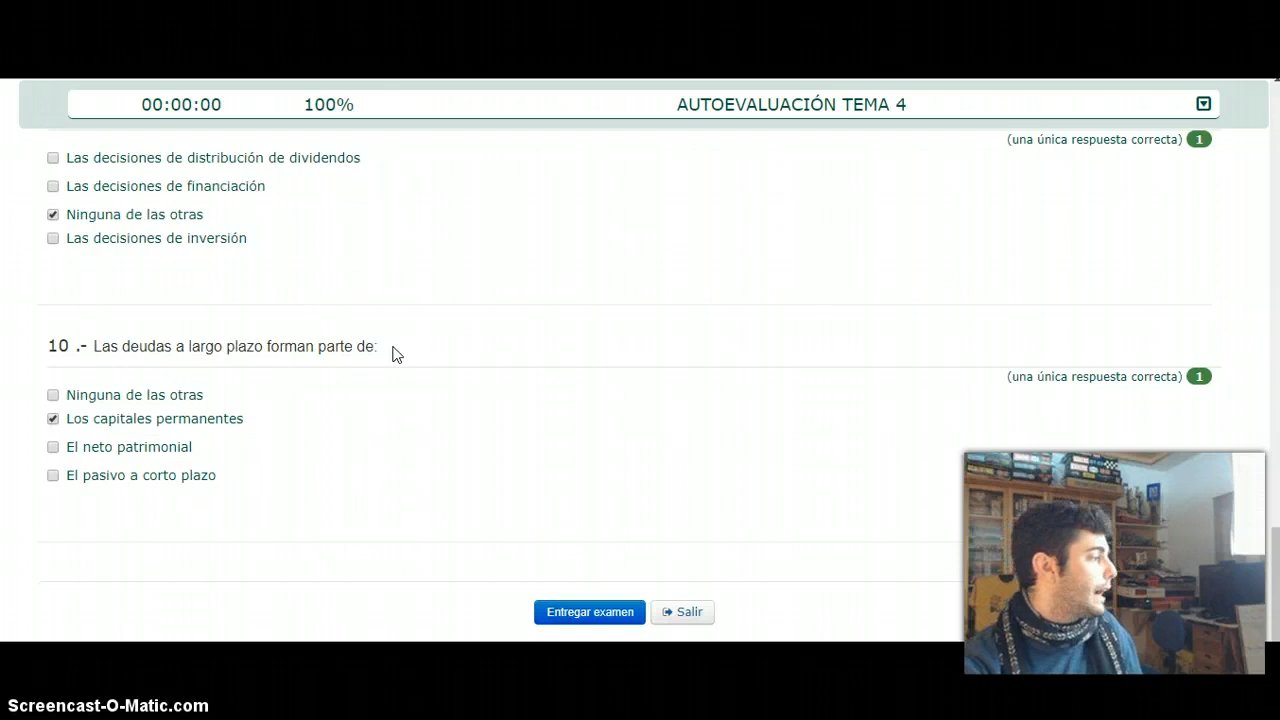 00:00:00 100% AUTOEVALUACIÓN TEMA 4
(una única respuesta correcta) 1
Las decisiones de distribución de dividendos
Las decisiones de financiación
Ninguna de las otras
Las decisiones de inversión
10 .- Las deudas a largo plazo forman parte de:
(una única respuesta correcta) 1
Ninguna de las otras
Los capitales permanentes
El neto patrimonial
El pasivo a corto plazo
Entregar examen Salir
Screencast-O-Matic.com